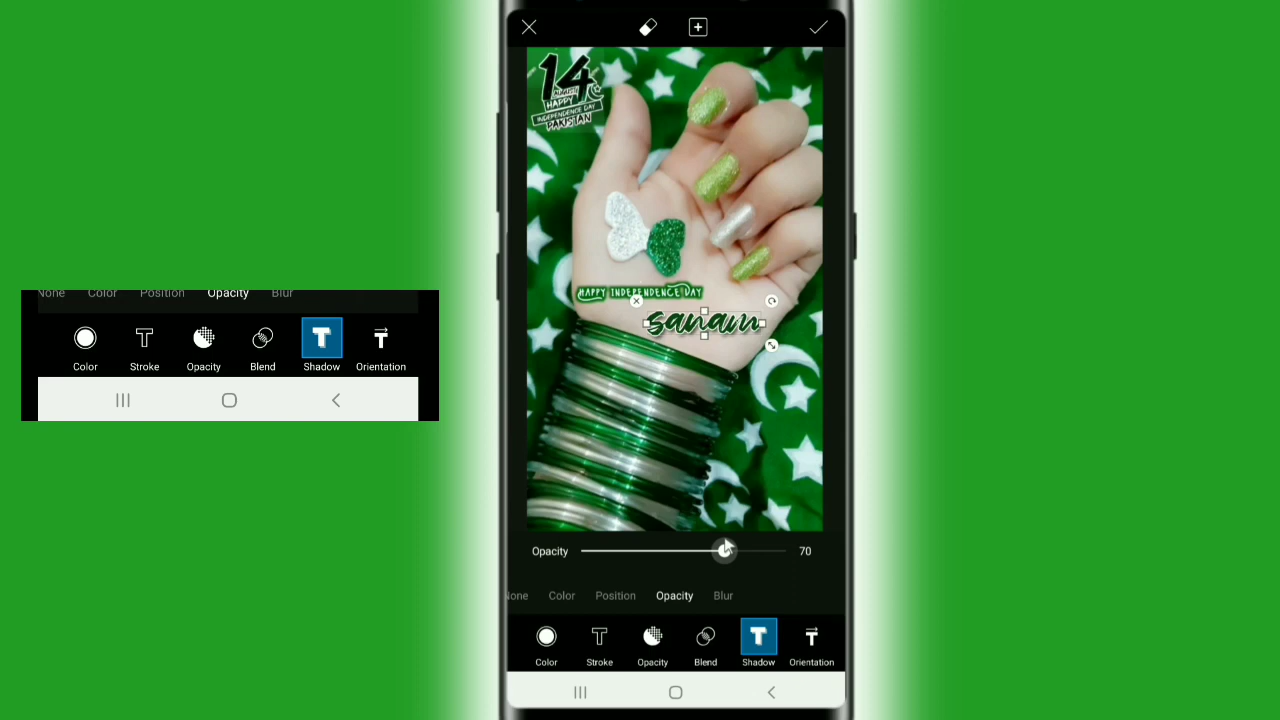 14
AUGUST
HAPPY
INDEPENDENCE DAY
PAKISTAN
HAPPY INDEPENDENCE DAY
sanam
Opacity 70
None Color Position Opacity Blur
Color Stroke Opacity Blend Shadow Orientation
None Color Position Opacity Blur
Color Stroke Opacity Blend Shadow Orientation